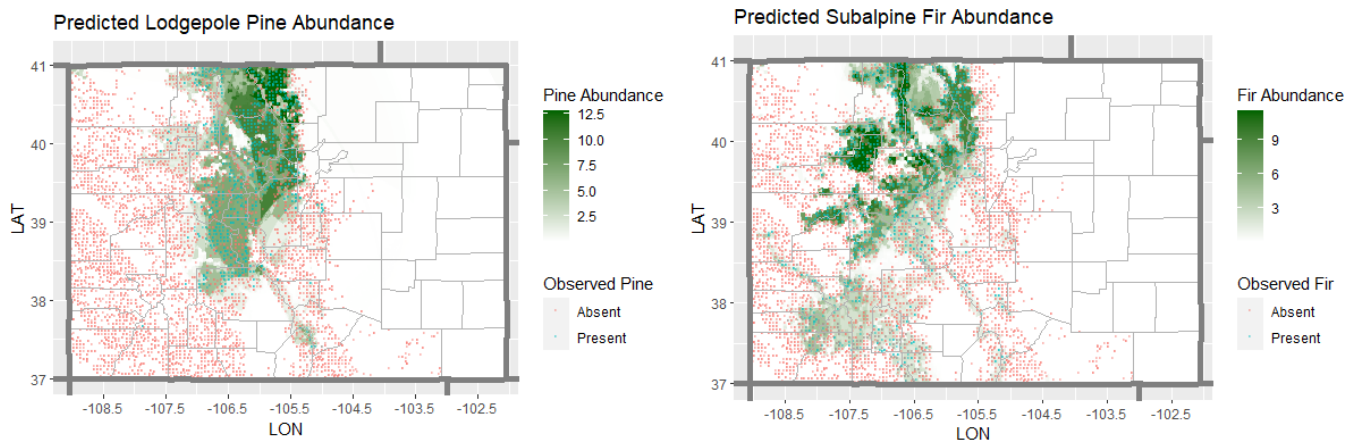 Predicted Lodgepole Pine Abundance
41
40
39
38
37
LAT
-108.5 -107.5 -106.5 -105.5 -104.5 -103.5 -102.5
LON
Pine Abundance
12.5
10.0
7.5
5.0
2.5
Observed Pine
Absent
Present
Predicted Subalpine Fir Abundance
41
40
39
38
37
LAT
-108.5 -107.5 -106.5 -105.5 -104.5 -103.5 -102.5
LON
Fir Abundance
9
6
3
Observed Fir
Absent
Present